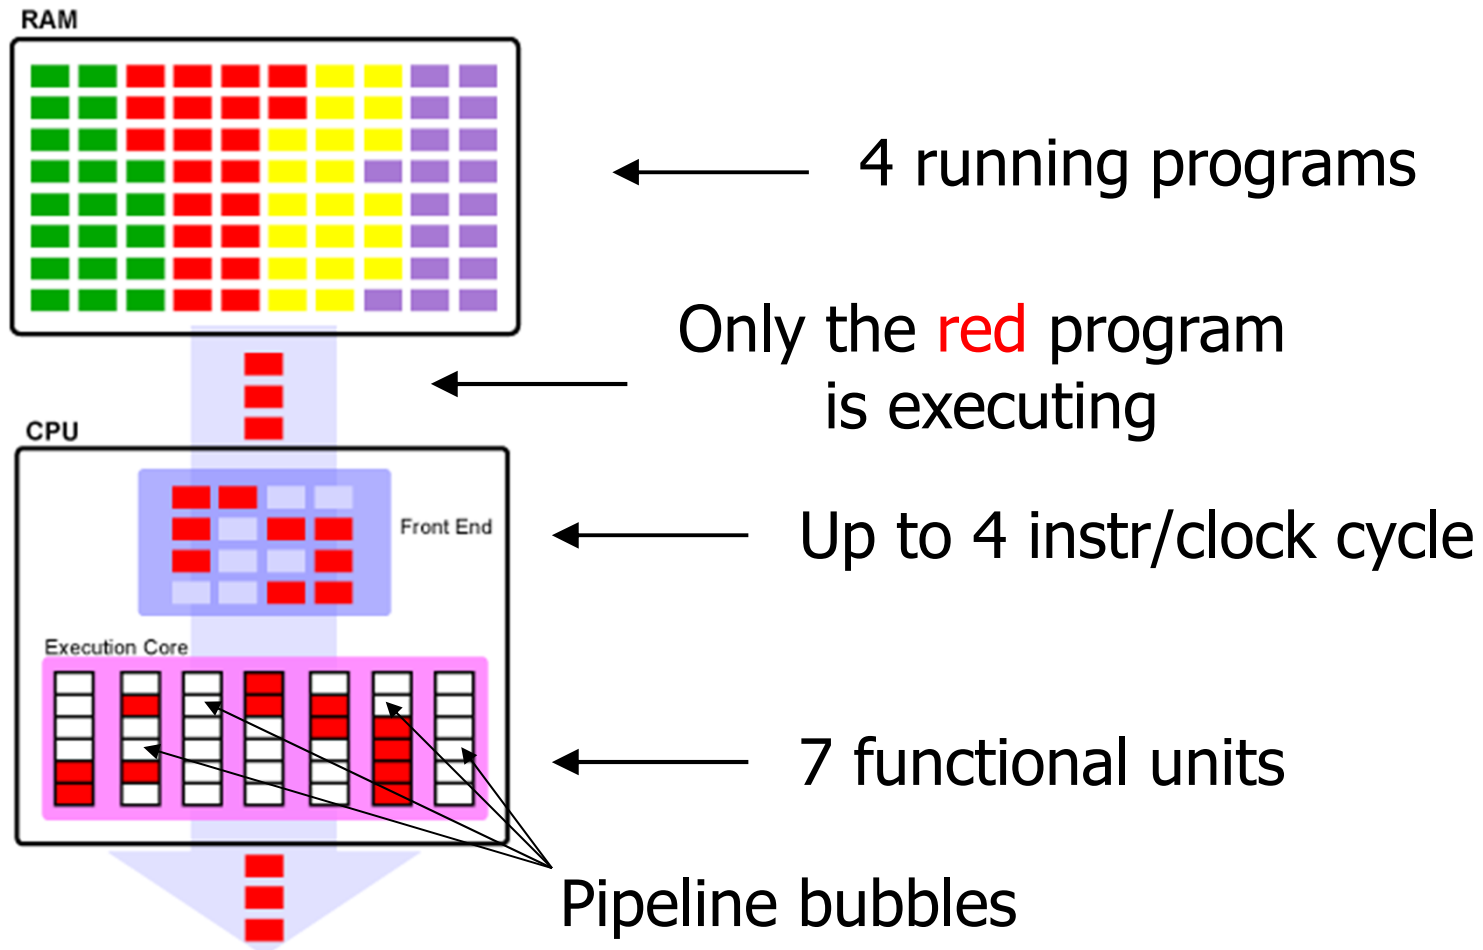 RAM
4 running programs
Only the red program
is executing
CPU
Front End
Up to 4 instr/clock cycle
Execution Core
7 functional units
Pipeline bubbles